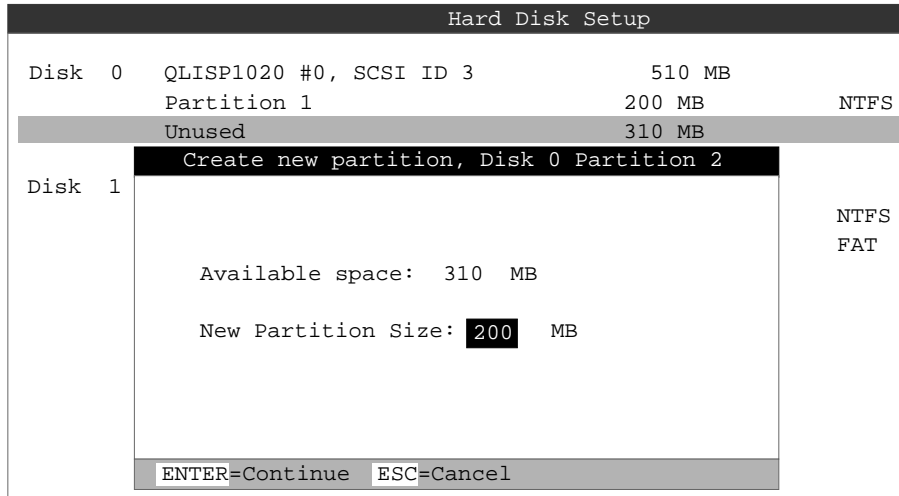 Hard Disk Setup
Disk 0 QLISP1020 #0, SCSI ID 3 510 MB
Partition 1 200 MB NTFS
Unused 310 MB
Create new partition, Disk 0 Partition 2
Disk 1
NTFS
FAT
Available space: 310 MB
New Partition Size: 200 MB
ENTER=Continue ESC=Cancel